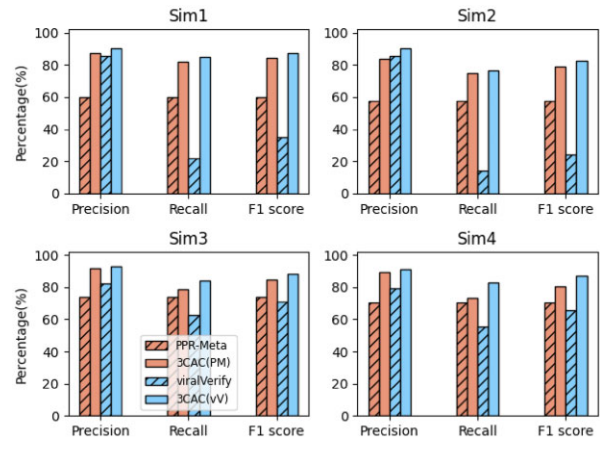 Sim1
Sim2
Percentage(%)
100
80
60
40
20
0
Precision
Recall
F1 score
100
80
60
40
20
0
Precision
Recall
F1 score
Sim3
Sim4
Percentage(%)
100
80
60
40
20
0
PPR-Meta
3CAC(PM)
viralVerify
3CAC(vV)
Precision
Recall
F1 score
100
80
60
40
20
0
Precision
Recall
F1 score